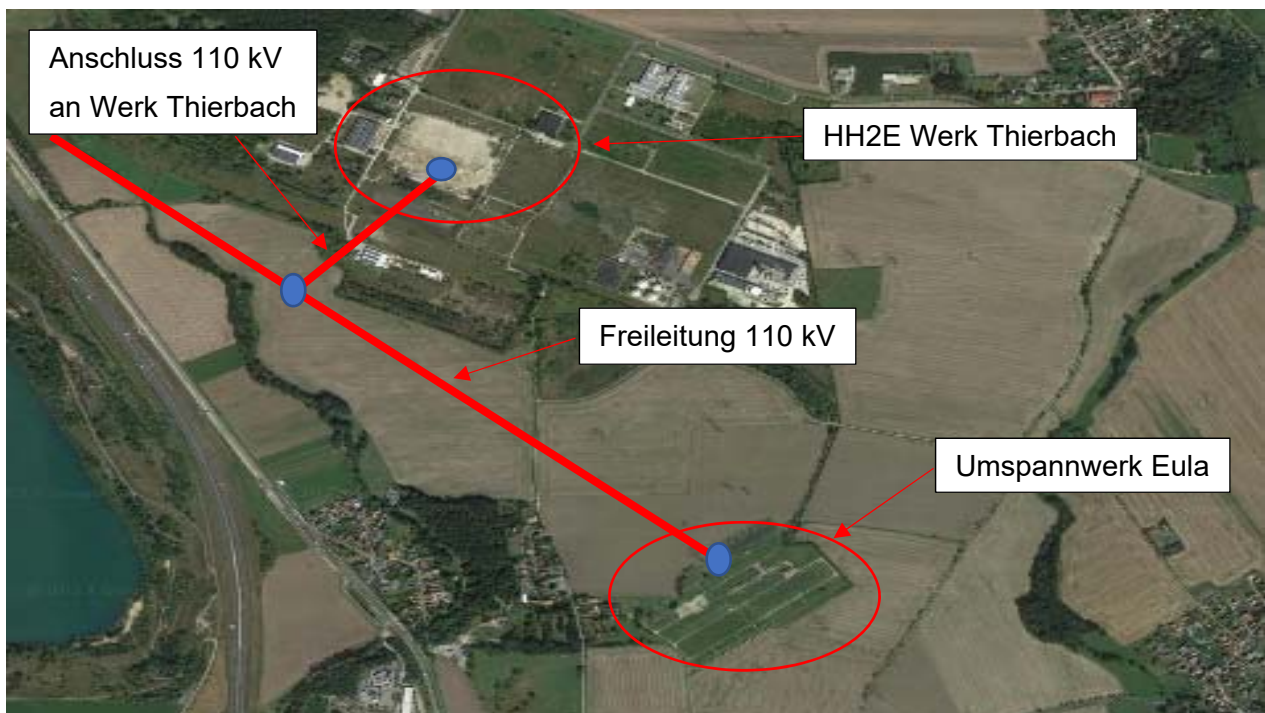 Anschluss 110 kV
an Werk Thierbach
HH2E Werk Thierbach
Freileitung 110 kV
Umspannwerk Eula